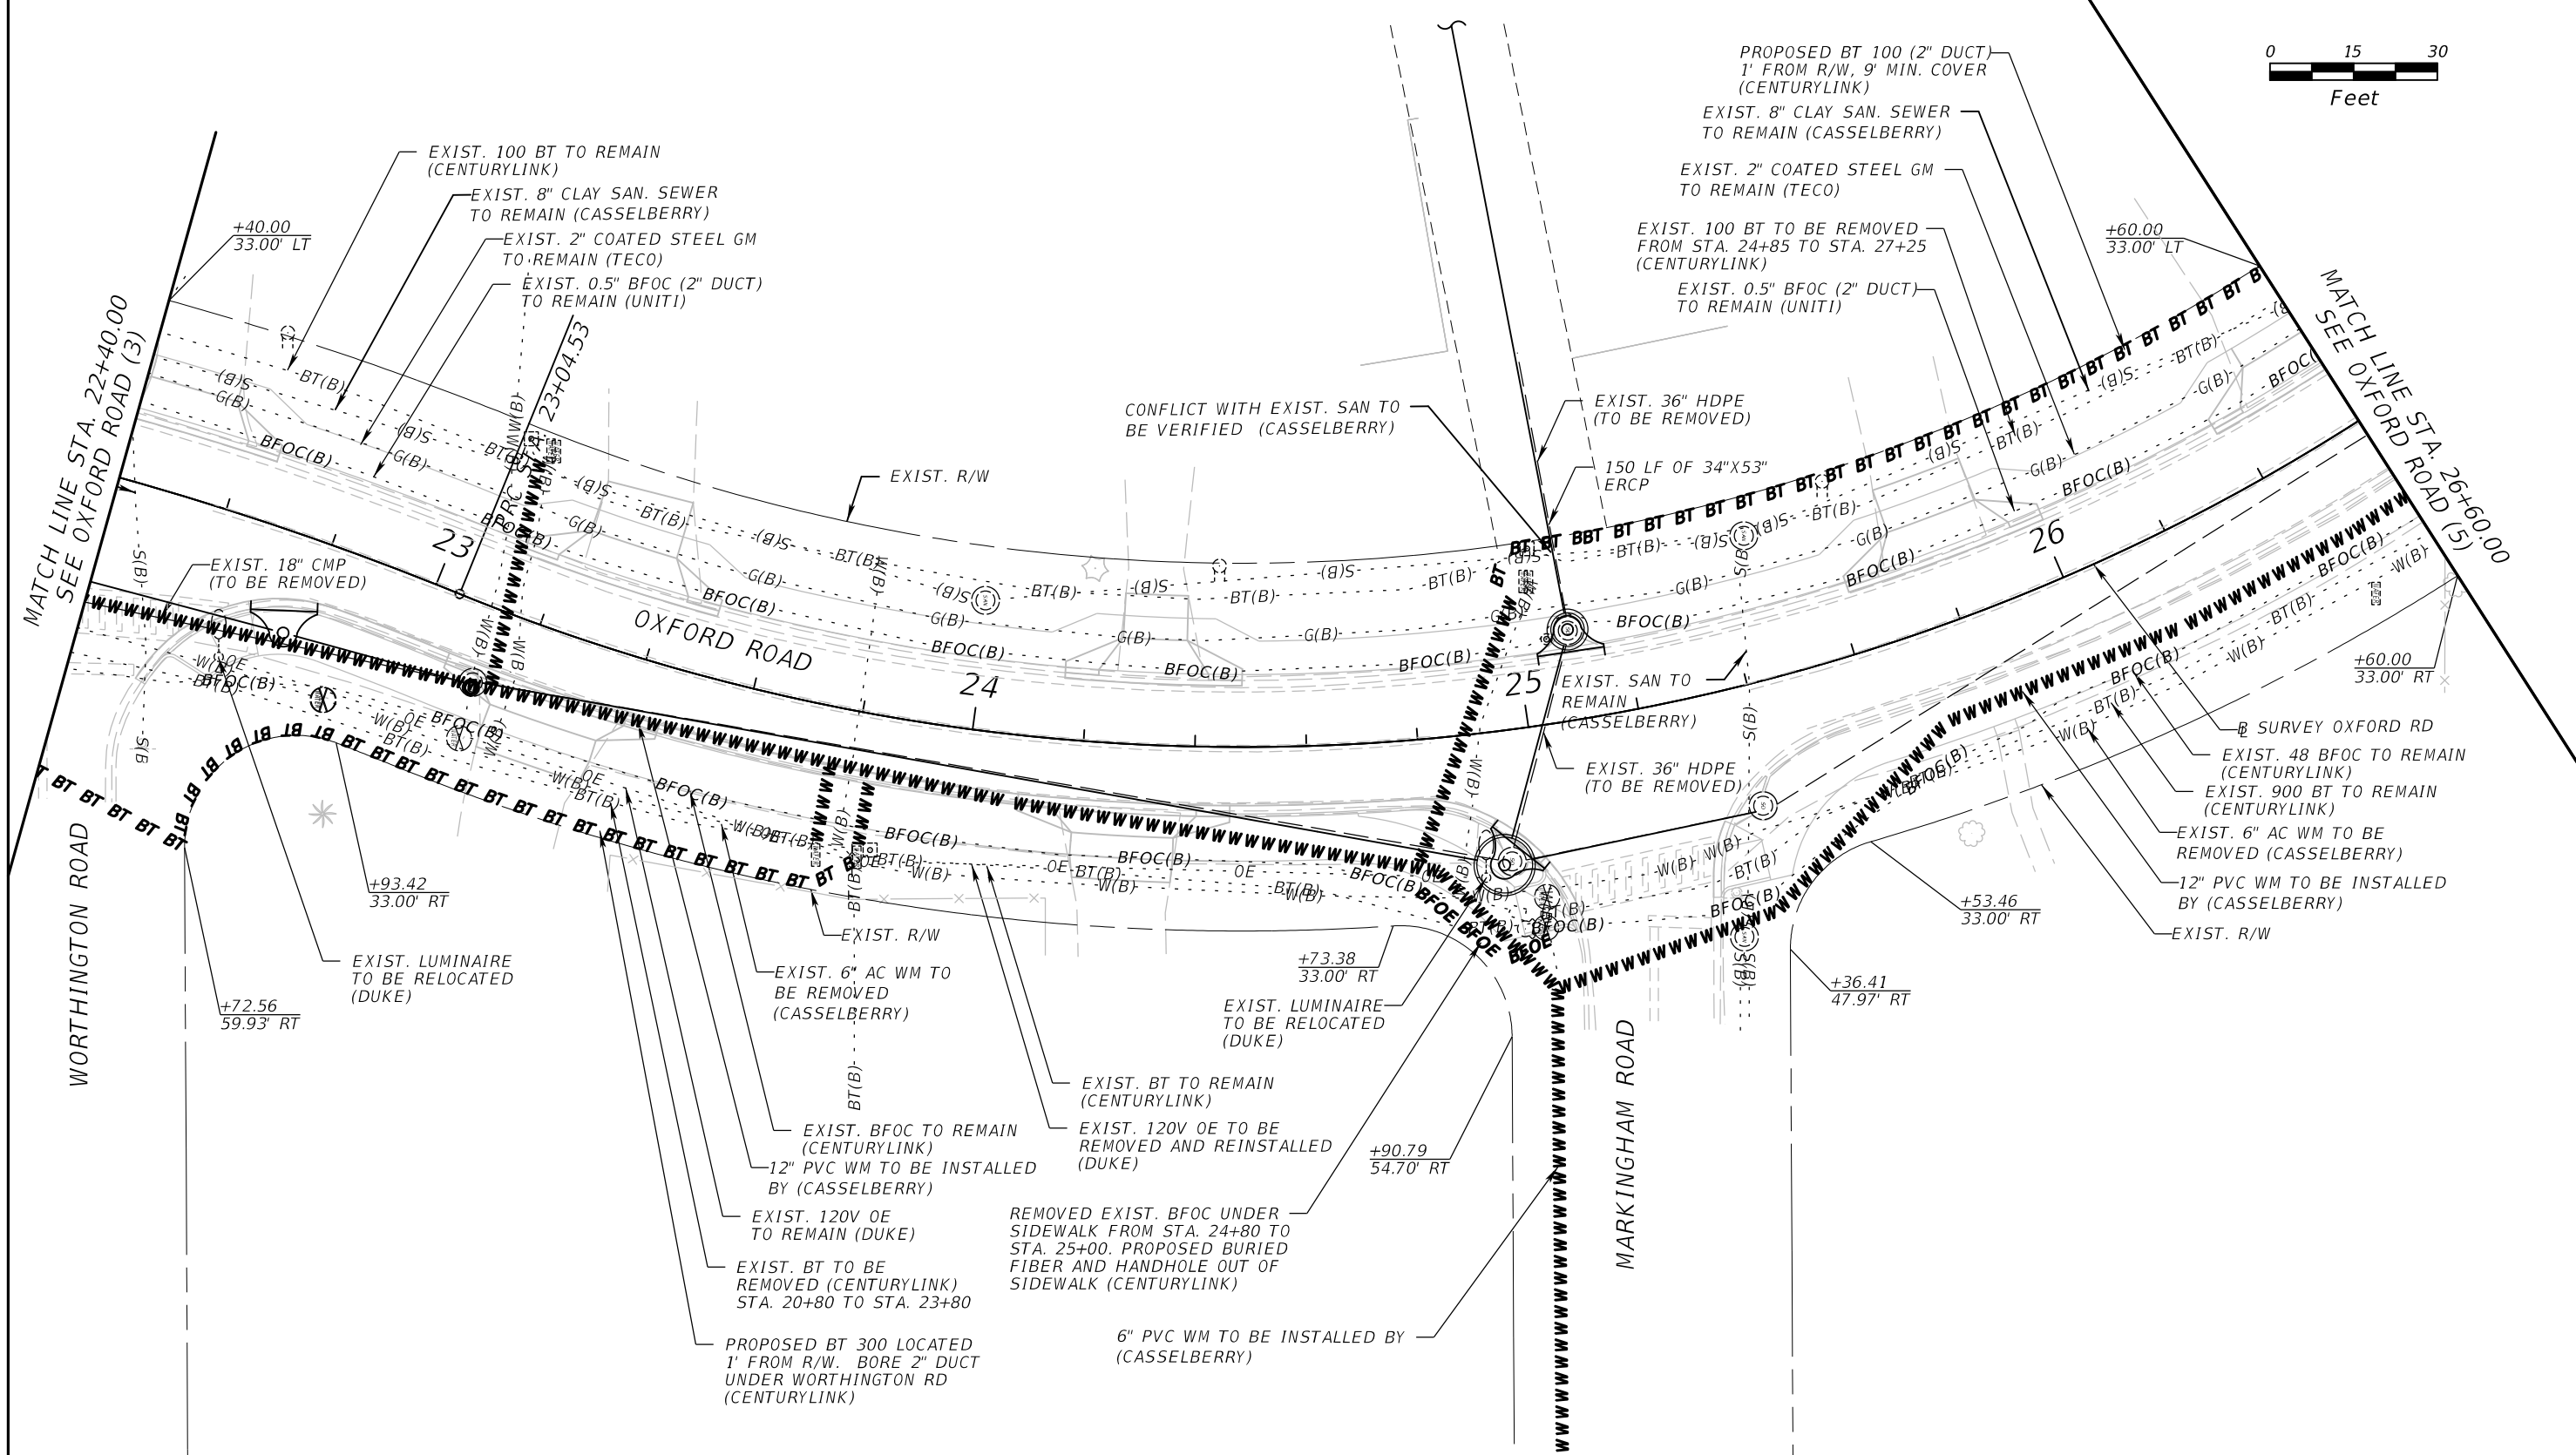 PROPOSED BT 100 (2" DUCT)
1' FROM R/W, 9' MIN. COVER
(CENTURYLINK)
EXIST. 8" CLAY SAN. SEWER
TO REMAIN (CASSELBERRY)
EXIST. 2" COATED STEEL GM
TO REMAIN (TECO)
EXIST. 100 BT TO BE REMOVED
FROM STA. 24+85 TO STA. 27+25
(CENTURYLINK)
EXIST. 0.5" BFOC (2" DUCT)
TO REMAIN (UNITI)
0 15 30
Feet
+60.00
33.00' LT
MATCH LINE STA. 26+60.00
SEE OXFORD ROAD (5)
EXIST. 100 BT TO REMAIN
(CENTURYLINK)
EXIST. 8" CLAY SAN. SEWER
TO REMAIN (CASSELBERRY)
EXIST. 2" COATED STEEL GM
TO REMAIN (TECO)
EXIST. 0.5" BFOC (2" DUCT)
TO REMAIN (UNITI)
+40.00
33.00' LT
MATCH LINE STA. 22+40.00
SEE OXFORD ROAD (3)
23+04.53
EXIST. R/W
CONFLICT WITH EXIST. SAN TO
BE VERIFIED (CASSELBERRY)
EXIST. 36" HDPE
(TO BE REMOVED)
150 LF OF 34"X53"
ERCP
EXIST. 18" CMP
(TO BE REMOVED)
23
OXFORD ROAD
24
25
26
EXIST. SAN TO
REMAIN
(CASSELBERRY)
EXIST. 36" HDPE
(TO BE REMOVED)
+60.00
33.00' RT
BL SURVEY OXFORD RD
EXIST. 48 BFOC TO REMAIN
(CENTURYLINK)
EXIST. 900 BT TO REMAIN
(CENTURYLINK)
EXIST. 6" AC WM TO BE
REMOVED (CASSELBERRY)
12" PVC WM TO BE INSTALLED
BY (CASSELBERRY)
EXIST. R/W
+53.46
33.00' RT
+36.41
47.97' RT
WORTHINGTON ROAD
+93.42
33.00' RT
EXIST. LUMINAIRE
TO BE RELOCATED
(DUKE)
+72.56
59.93' RT
EXIST. R/W
EXIST. 6" AC WM TO
BE REMOVED
(CASSELBERRY)
+73.38
33.00' RT
EXIST. LUMINAIRE
TO BE RELOCATED
(DUKE)
MARKINGHAM ROAD
EXIST. BT TO REMAIN
(CENTURYLINK)
EXIST. 120V OE TO BE
REMOVED AND REINSTALLED
(DUKE)
+90.79
54.70' RT
EXIST. BFOC TO REMAIN
(CENTURYLINK)
12" PVC WM TO BE INSTALLED
BY (CASSELBERRY)
EXIST. 120V OE
TO REMAIN (DUKE)
REMOVED EXIST. BFOC UNDER
SIDEWALK FROM STA. 24+80 TO
STA. 25+00. PROPOSED BURIED
FIBER AND HANDHOLE OUT OF
SIDEWALK (CENTURYLINK)
EXIST. BT TO BE
REMOVED (CENTURYLINK)
STA. 20+80 TO STA. 23+80
PROPOSED BT 300 LOCATED
1' FROM R/W. BORE 2" DUCT
UNDER WORTHINGTON RD
(CENTURYLINK)
6" PVC WM TO BE INSTALLED BY
(CASSELBERRY)